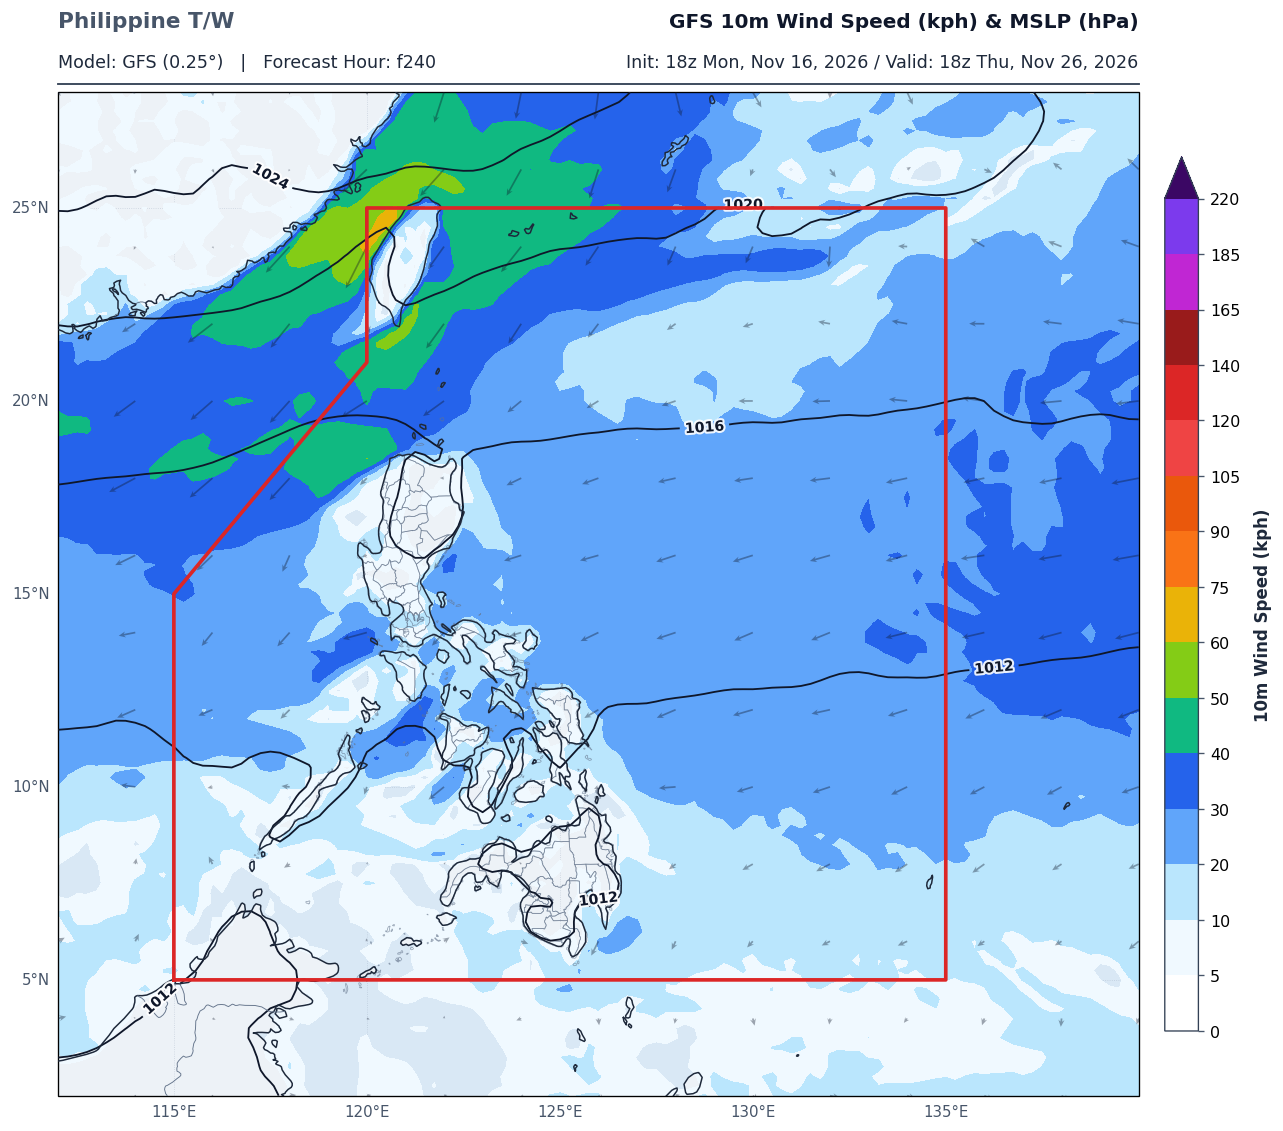 Philippine T/W
GFS 10m Wind Speed (kph) & MSLP (hPa)
Model: GFS (0.25°)   |   Forecast Hour: f240
Init: 18z Mon, Nov 16, 2026 / Valid: 18z Thu, Nov 26, 2026
1024
1020
1016
1012
1012
1012
25°N
20°N
15°N
10°N
5°N
115°E
120°E
125°E
130°E
135°E
220
185
165
140
120
105
90
75
60
50
40
30
20
10
5
0
10m Wind Speed (kph)